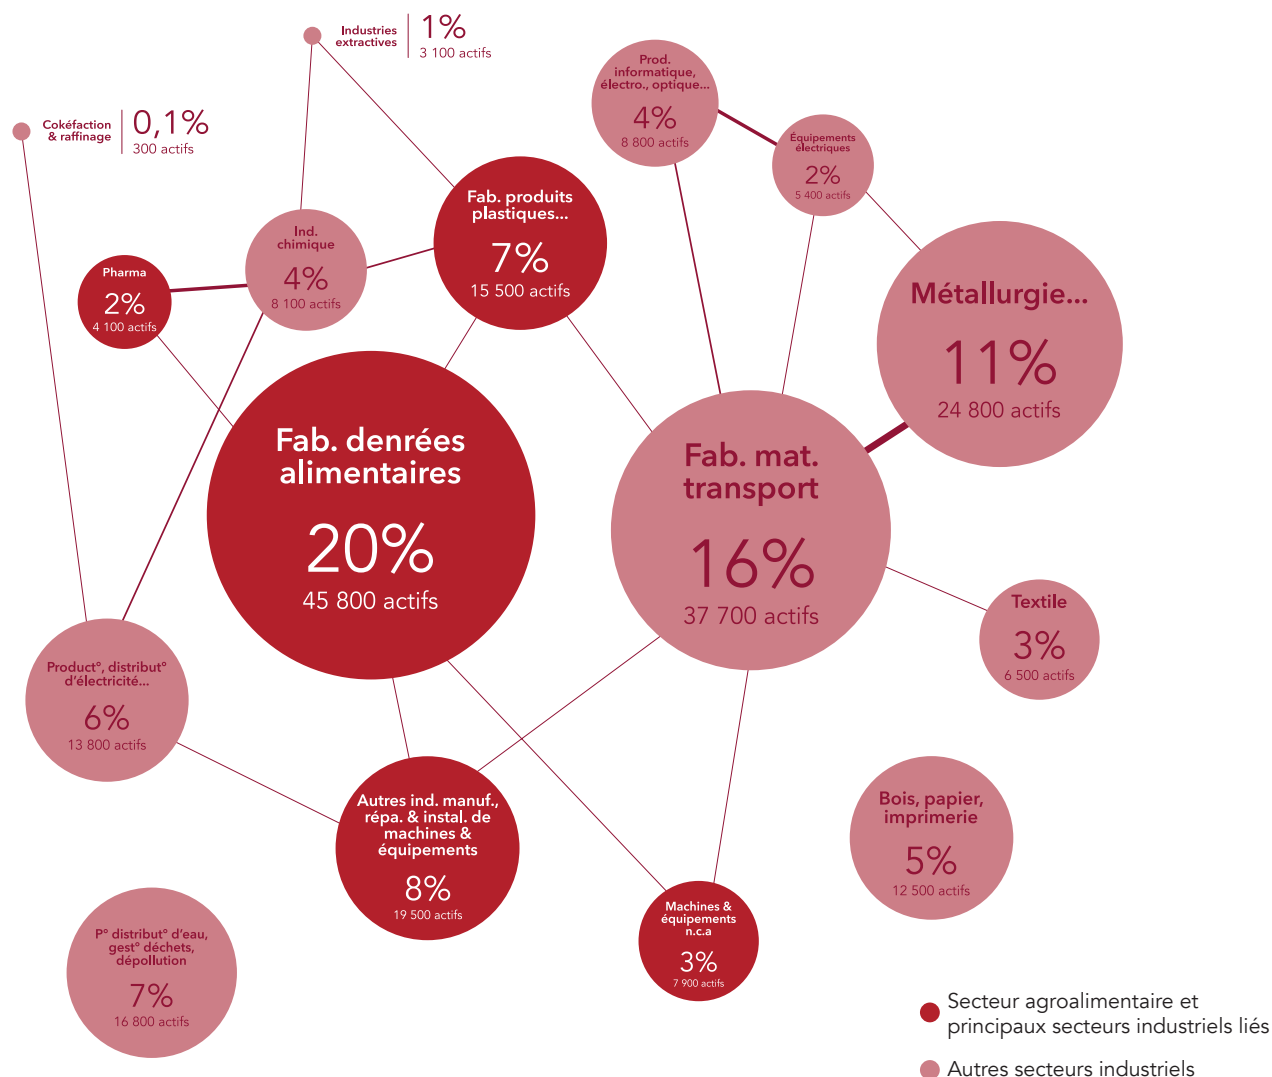 Industries
extractives
1%
3 100 actifs
Cokéfaction
& raffinage
0,1%
300 actifs
Prod.
informatique,
électro., optique...
4%
8 800 actifs
Équipements
électriques
2%
5 400 actifs
Fab. produits
plastiques...
7%
15 500 actifs
Ind.
chimique
4%
8 100 actifs
Pharma
2%
4 100 actifs
Métallurgie...
11%
24 800 actifs
Fab. denrées
alimentaires
20%
45 800 actifs
Fab. mat.
transport
16%
37 700 actifs
Textile
3%
6 500 actifs
Product°, distribut°
d'électricité...
6%
13 800 actifs
Autres ind. manuf.,
répa. & instal. de
machines &
équipements
8%
19 500 actifs
Bois, papier,
imprimerie
5%
12 500 actifs
Machines &
équipements
n.c.a
3%
7 900 actifs
P° distribut° d'eau,
gest° déchets,
dépollution
7%
16 800 actifs
Secteur agroalimentaire et
principaux secteurs industriels liés
Autres secteurs industriels